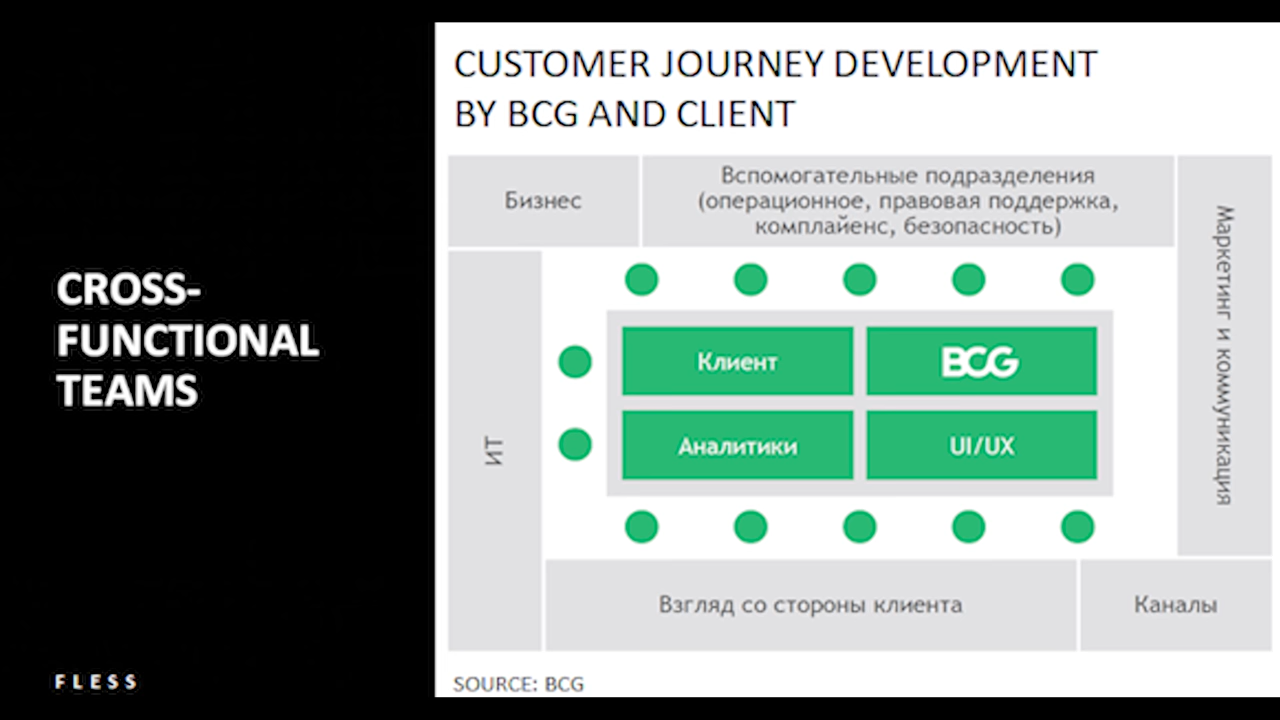 CROSS-
FUNCTIONAL
TEAMS
FLESS
CUSTOMER JOURNEY DEVELOPMENT
BY BCG AND CLIENT
Бизнес
Вспомогательные подразделения
(операционное, правовая поддержка,
комплайенс, безопасность)
Маркетинг и коммуникация
ИТ
Клиент
BCG
Аналитики
UI/UX
Взгляд со стороны клиента
Каналы
SOURCE: BCG